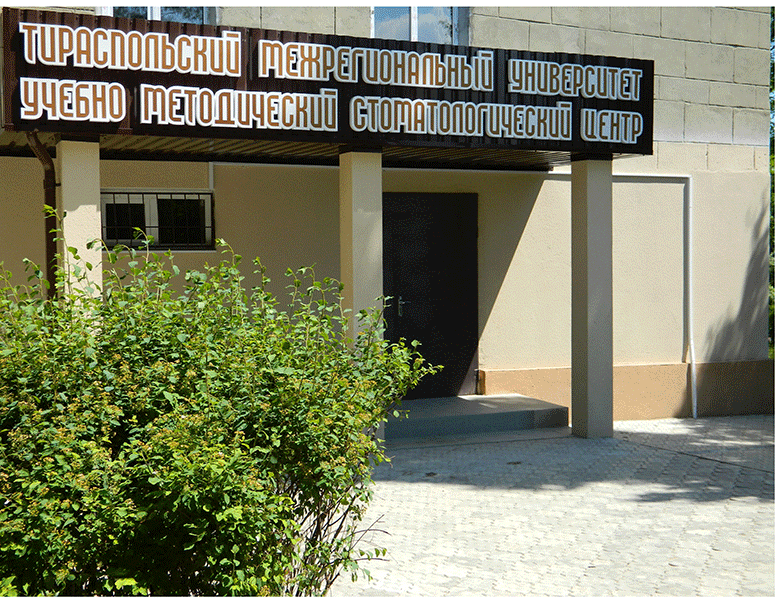 ТИРАСПОЛЬСКИЙ МЕЖРЕГИОНАЛЬНЫЙ УНИВЕРСИТЕТ
УЧЕБНО МЕТОДИЧЕСКИЙ СТОМАТОЛОГИЧЕСКИЙ ЦЕНТР